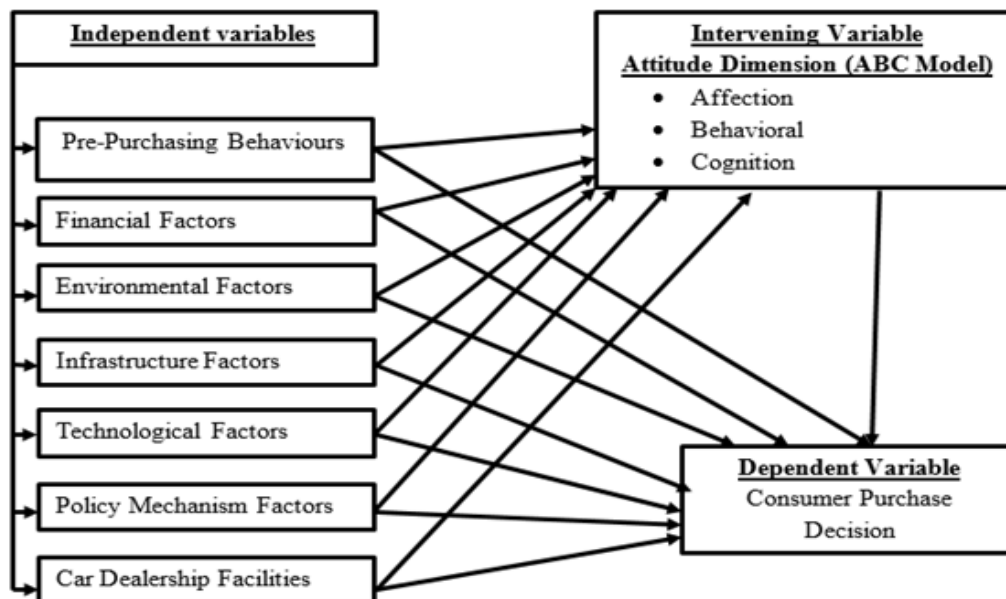 Independent variables
Pre-Purchasing Behaviours
Financial Factors
Environmental Factors
Infrastructure Factors
Technological Factors
Policy Mechanism Factors
Car Dealership Facilities
Intervening Variable
Attitude Dimension (ABC Model)
• Affection
• Behavioral
• Cognition
Dependent Variable
Consumer Purchase
Decision